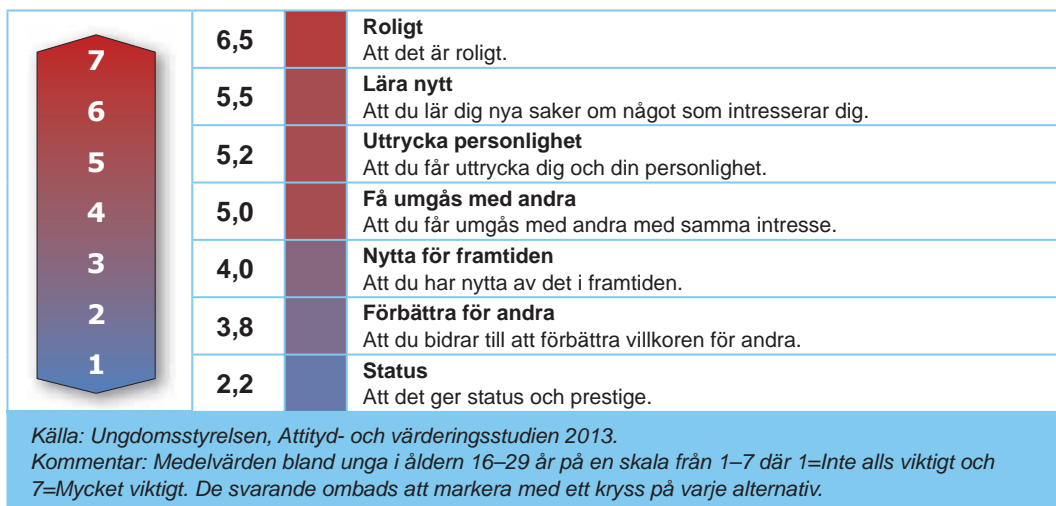 7
6
5
4
3
2
1
6,5
Roligt
Att det är roligt.
5,5
Lära nytt
Att du lär dig nya saker om något som intresserar dig.
5,2
Uttrycka personlighet
Att du får uttrycka dig och din personlighet.
5,0
Få umgås med andra
Att du får umgås med andra med samma intresse.
4,0
Nytta för framtiden
Att du har nytta av det i framtiden.
3,8
Förbättra för andra
Att du bidrar till att förbättra villkoren för andra.
2,2
Status
Att det ger status och prestige.
Källa: Ungdomsstyrelsen, Attityd- och värderingsstudien 2013.
Kommentar: Medelvärden bland unga i åldern 16–29 år på en skala från 1–7 där 1=Inte alls viktigt och
7=Mycket viktigt. De svarande ombads att markera med ett kryss på varje alternativ.